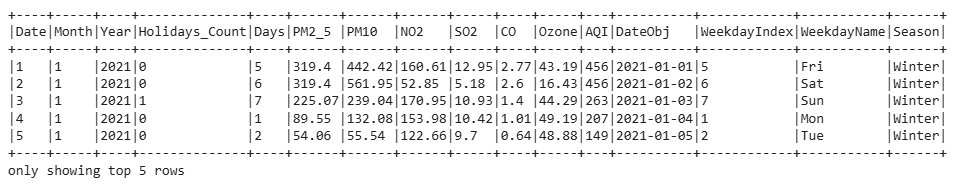 +----+-----+----+--------------+----+------+------+------+-----+----+-----+---+----------+------------+-----------+------+
|Date|Month|Year|Holidays_Count|Days|PM2_5 |PM10  |NO2   |SO2  |CO  |Ozone|AQI|DateObj   |WeekdayIndex|WeekdayName|Season|
+----+-----+----+--------------+----+------+------+------+-----+----+-----+---+----------+------------+-----------+------+
|1   |1    |2021|0             |5   |319.4 |442.42|160.61|12.95|2.77|43.19|456|2021-01-01|5           |Fri        |Winter|
|2   |1    |2021|0             |6   |319.4 |561.95|52.85 |5.18 |2.6 |16.43|456|2021-01-02|6           |Sat        |Winter|
|3   |1    |2021|1             |7   |225.07|239.04|170.95|10.93|1.4 |44.29|263|2021-01-03|7           |Sun        |Winter|
|4   |1    |2021|0             |1   |89.55 |132.08|153.98|10.42|1.01|49.19|207|2021-01-04|1           |Mon        |Winter|
|5   |1    |2021|0             |2   |54.06 |55.54 |122.66|9.7  |0.64|48.88|149|2021-01-05|2           |Tue        |Winter|
+----+-----+----+--------------+----+------+------+------+-----+----+-----+---+----------+------------+-----------+------+
only showing top 5 rows